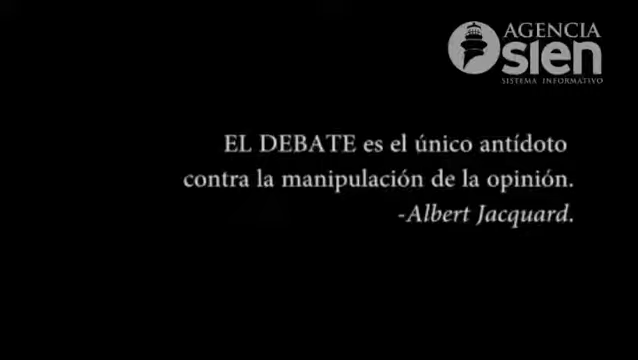 AGENCIA
sien
SISTEMA INFORMATIVO
EL DEBATE es el único antídoto
contra la manipulación de la opinión.
-Albert Jacquard.